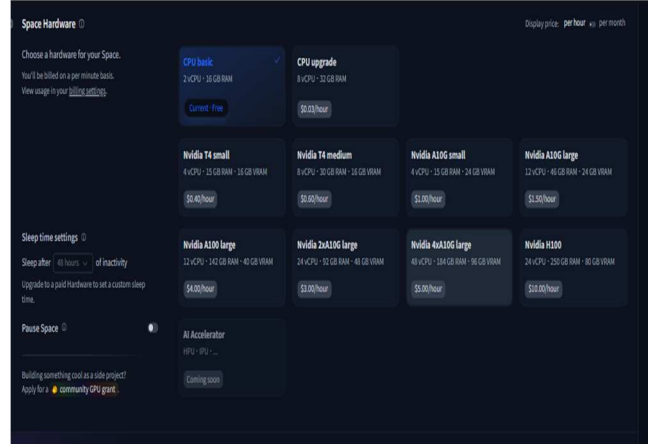 Space Hardware
Display price: per hour per month
Choose a hardware for your Space.
You'll be billed on a per minute basis.
View usage in your billing settings.
CPU basic
2 vCPU · 16 GB RAM
Current · Free
CPU upgrade
8 vCPU · 32 GB RAM
$0.03/hour
Nvidia T4 small
4 vCPU · 15 GB RAM · 16 GB VRAM
$0.40/hour
Nvidia T4 medium
8 vCPU · 30 GB RAM · 16 GB VRAM
$0.60/hour
Nvidia A10G small
4 vCPU · 15 GB RAM · 24 GB VRAM
$1.00/hour
Nvidia A10G large
12 vCPU · 46 GB RAM · 24 GB VRAM
$1.50/hour
Sleep time settings
Sleep after 48 hours of inactivity
Upgrade to a paid Hardware to set a custom sleep
time.
Nvidia A100 large
12 vCPU · 142 GB RAM · 40 GB VRAM
$4.00/hour
Nvidia 2xA10G large
24 vCPU · 92 GB RAM · 48 GB VRAM
$3.00/hour
Nvidia 4xA10G large
48 vCPU · 184 GB RAM · 96 GB VRAM
$5.00/hour
Nvidia H100
24 vCPU · 250 GB RAM · 80 GB VRAM
$10.00/hour
Pause Space
AI Accelerator
HPU · IPU · ...
Coming soon
Building something cool as a side project?
Apply for a community GPU grant.